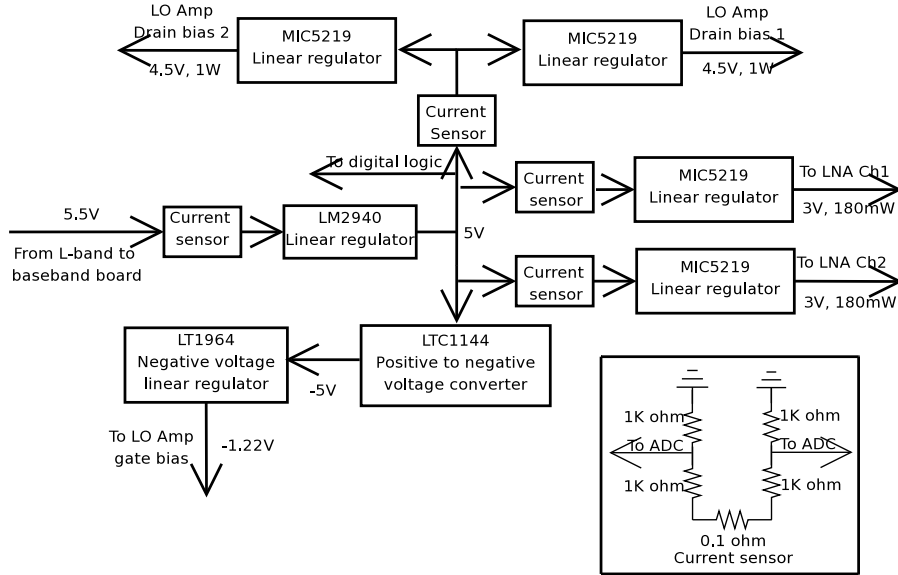 LO Amp
Drain bias 2
4.5V, 1W
MIC5219
Linear regulator
MIC5219
Linear regulator
LO Amp
Drain bias 1
4.5V, 1W
Current
Sensor
To digital logic
Current
sensor
MIC5219
Linear regulator
To LNA Ch1
3V, 180mW
5.5V
From L-band to
baseband board
Current
sensor
LM2940
Linear regulator
5V
Current
sensor
MIC5219
Linear regulator
To LNA Ch2
3V, 180mW
LT1964
Negative voltage
linear regulator
-5V
LTC1144
Positive to negative
voltage converter
To LO Amp
gate bias
-1.22V
1K ohm
1K ohm
To ADC
To ADC
1K ohm
1K ohm
0.1 ohm
Current sensor